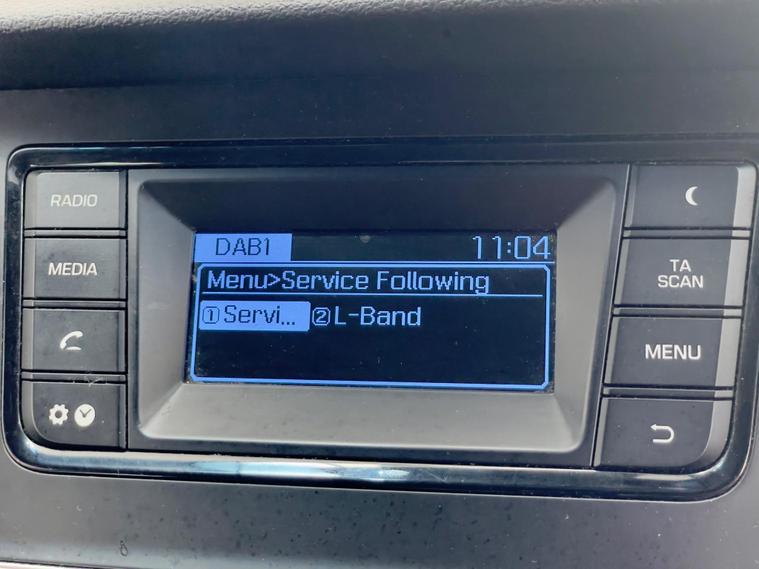 RADIO
MEDIA
DAB1 11:04
Menu>Service Following
①Servi... ②L-Band
TA
SCAN
MENU